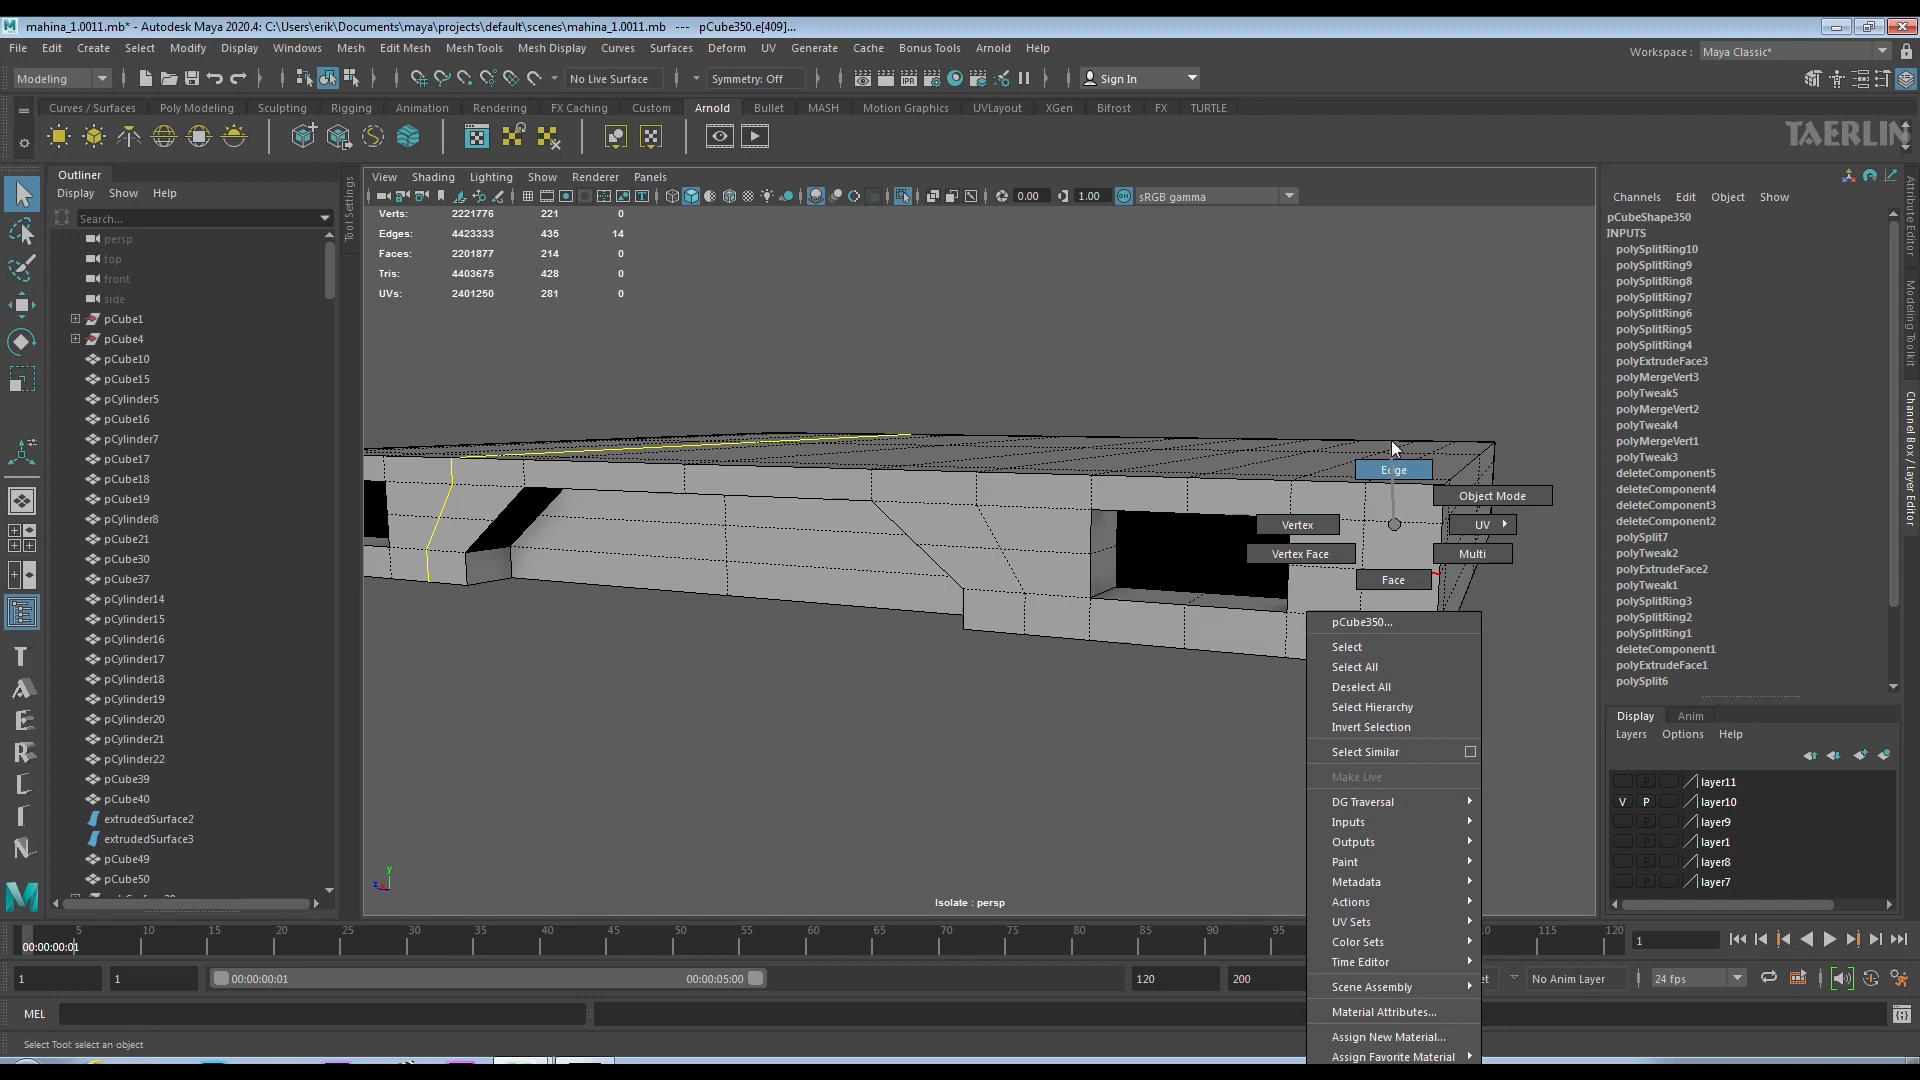 mahina_1.0011.mb* - Autodesk Maya 2020.4: C:\Users\erik\Documents\maya\projects\default\scenes\mahina_1.0011.mb --- pCube350.e[409]...
File Edit Create Select Modify Display Windows Mesh Edit Mesh Mesh Tools Mesh Display Curves Surfaces Deform UV Generate Cache Bonus Tools Arnold Help
Workspace : Maya Classic*
Modeling No Live Surface Symmetry: Off Sign In
Curves / Surfaces Poly Modeling Sculpting Rigging Animation Rendering FX Caching Custom Arnold Bullet MASH Motion Graphics UVLayout XGen Bifrost FX TURTLE
IPR
TAERLIN
Outliner
Display Show Help
Search...
persp
top
front
side
pCube1
pCube4
pCube10
pCube15
pCylinder5
pCube16
pCylinder7
pCube17
pCube18
pCube19
pCylinder8
pCube21
pCube30
pCube37
pCylinder14
pCylinder15
pCylinder16
pCylinder17
pCylinder18
pCylinder19
pCylinder20
pCylinder21
pCylinder22
pCube39
pCube40
extrudedSurface2
extrudedSurface3
pCube49
pCube50
Tool Settings
View Shading Lighting Show Renderer Panels
0.00 1.00 sRGB gamma
Verts: 2221776 221 0
Edges: 4423333 435 14
Faces: 2201877 214 0
Tris: 4403675 428 0
UVs: 2401250 281 0
Edge
Object Mode
Vertex UV
Vertex Face Multi
Face
pCube350...
Select
Select All
Deselect All
Select Hierarchy
Invert Selection
Select Similar
Make Live
DG Traversal
Inputs
Outputs
Paint
Metadata
Actions
UV Sets
Color Sets
Time Editor
Scene Assembly
Material Attributes...
Assign New Material...
Assign Favorite Material
y
z
Isolate : persp
Channels Edit Object Show
pCubeShape350
INPUTS
polySplitRing10
polySplitRing9
polySplitRing8
polySplitRing7
polySplitRing6
polySplitRing5
polySplitRing4
polyExtrudeFace3
polyMergeVert3
polyTweak5
polyMergeVert2
polyTweak4
polyMergeVert1
polyTweak3
deleteComponent5
deleteComponent4
deleteComponent3
deleteComponent2
polySplit7
polyTweak2
polyExtrudeFace2
polyTweak1
polySplitRing3
polySplitRing2
polySplitRing1
deleteComponent1
polyExtrudeFace1
polySplit6
Display Anim
Layers Options Help
P layer11
V P layer10
P layer9
P layer1
P layer8
P layer7
Attribute Editor
Modeling Toolkit
Channel Box / Layer Editor
5 10 15 20 25 30 35 40 45 50 55 60 65 70 75 80 85 90 95 10 115 120
00:00:00:01
1
1 1 00:00:00:01 00:00:05:00 120 200 et No Anim Layer 24 fps
MEL
Select Tool: select an object